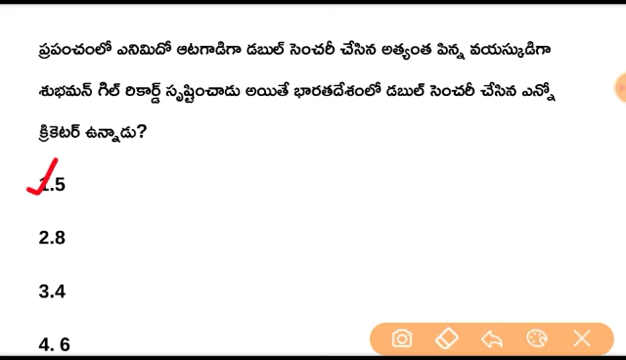 ప్రపంచంలో ఎనిమిదో ఆటగాడిగా డబుల్ సెంచరీ చేసిన అత్యంత పిన్న వయస్కుడిగా
శుభమన్ గిల్ రికార్డ్ సృష్టించాడు అయితే భారతదేశంలో డబుల్ సెంచరీ చేసిన ఎన్నో
క్రికెటర్ ఉన్నాడు?
1.5
2.8
3.4
4. 6